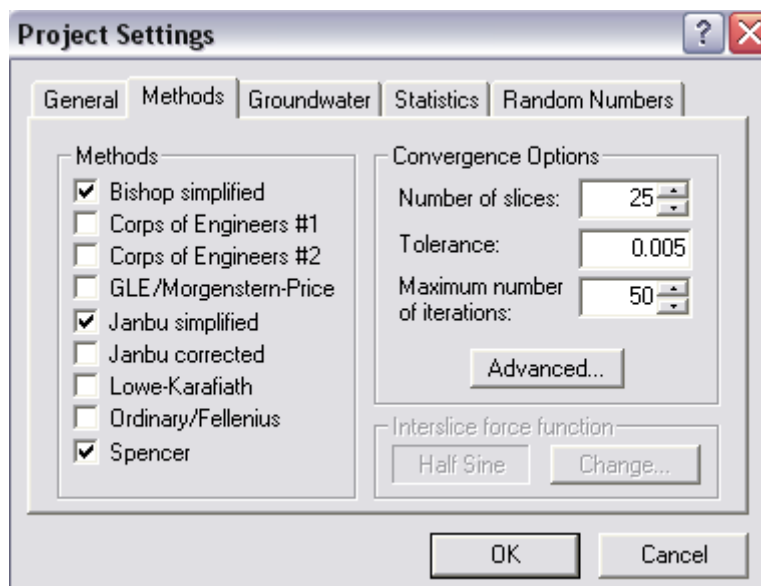 Project Settings
General Methods Groundwater Statistics Random Numbers
Methods
Bishop simplified
Corps of Engineers #1
Corps of Engineers #2
GLE/Morgenstern-Price
Janbu simplified
Janbu corrected
Lowe-Karafiath
Ordinary/Fellenius
Spencer
Convergence Options
Number of slices: 25
Tolerance: 0.005
Maximum number
of iterations: 50
Advanced...
Interslice force function
Half Sine Change...
OK Cancel